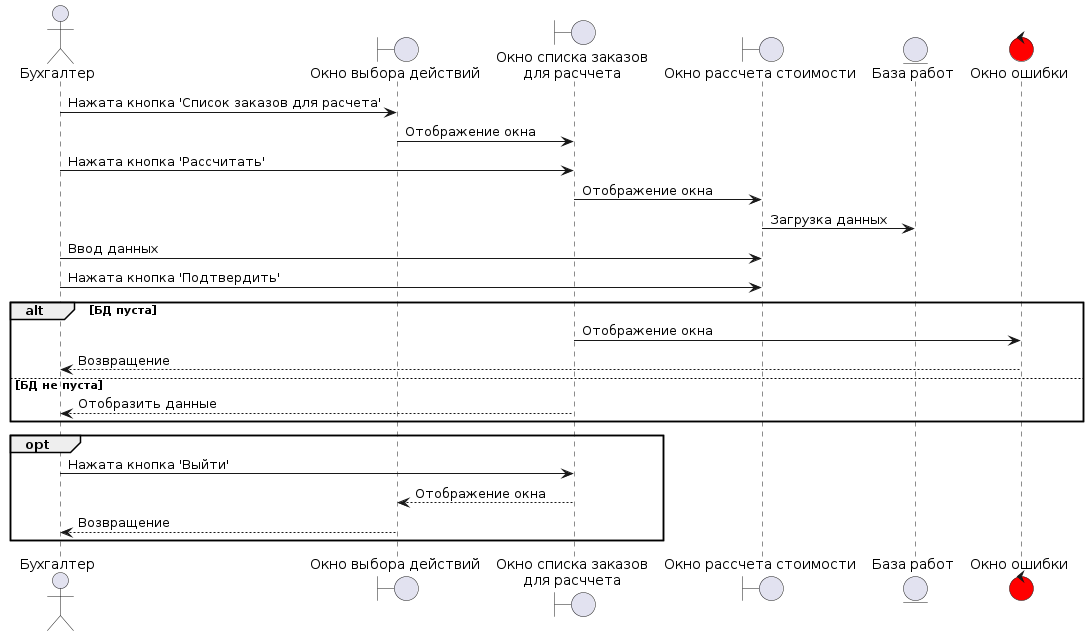 Бухгалтер
Окно выбора действий
Окно списка заказов
для расчета
Окно рассчета стоимости
База работ
Окно ошибки
Нажата кнопка 'Список заказов для расчета'
Отображение окна
Нажата кнопка 'Рассчитать'
Отображение окна
Загрузка данных
Ввод данных
Нажата кнопка 'Подтвердить'
alt [БД пуста]
Отображение окна
Возвращение
[БД не пуста]
Отобразить данные
opt
Нажата кнопка 'Выйти'
Отображение окна
Возвращение
Бухгалтер
Окно выбора действий
Окно списка заказов
для расчета
Окно рассчета стоимости
База работ
Окно ошибки